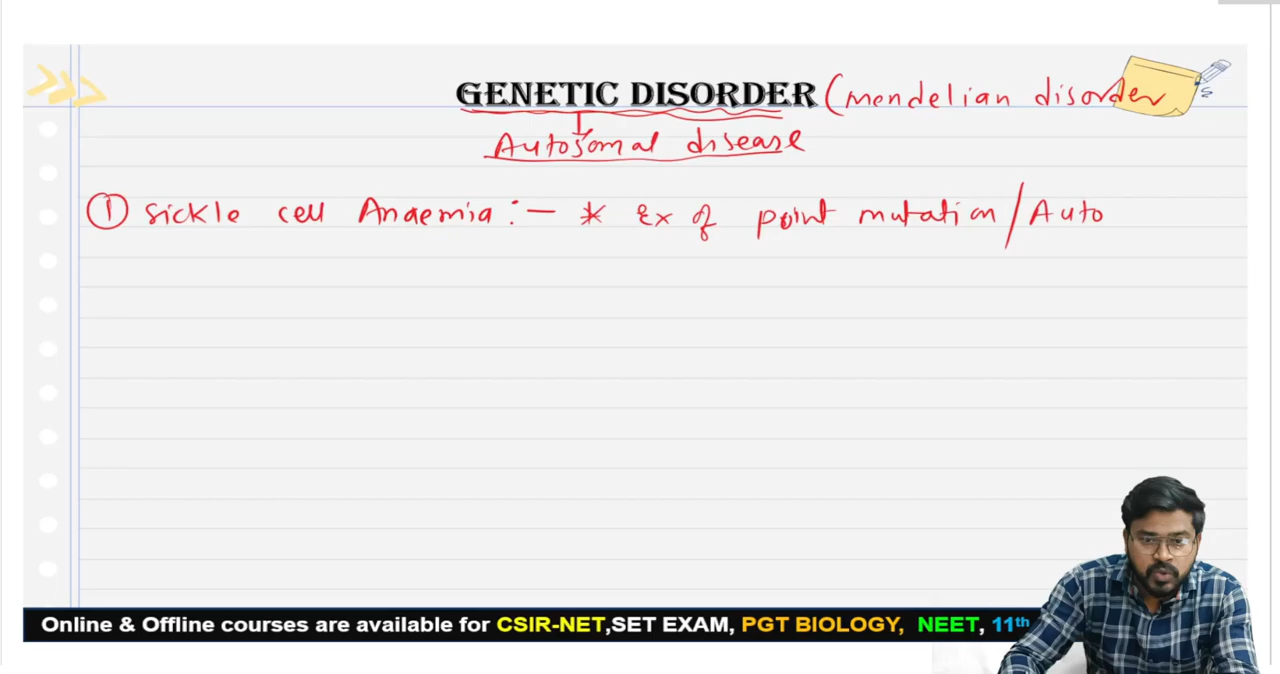 GENETIC DISORDER (Mendelian disorder
Autosomal disease
① Sickle cell Anaemia :- * Ex of point mutation / Auto
Online & Offline courses are available for CSIR-NET,SET EXAM, PGT BIOLOGY, NEET, 11th